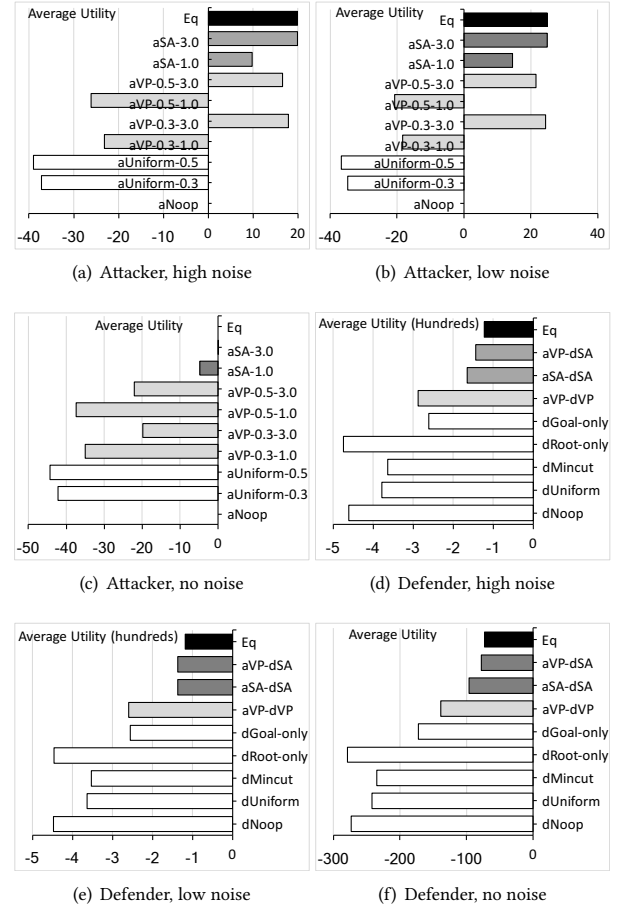 Average Utility
Eq
aSA-3.0
aSA-1.0
aVP-0.5-3.0
aVP-0.5-1.0
aVP-0.3-3.0
aVP-0.3-1.0
aUniform-0.5
aUniform-0.3
aNoop
-40 -30 -20 -10 0 10 20
(a) Attacker, high noise
Average Utility
Eq
aSA-3.0
aSA-1.0
aVP-0.5-3.0
aVP-0.5-1.0
aVP-0.3-3.0
aVP-0.3-1.0
aUniform-0.5
aUniform-0.3
aNoop
-40 -20 0 20 40
(b) Attacker, low noise
Average Utility
Eq
aSA-3.0
aSA-1.0
aVP-0.5-3.0
aVP-0.5-1.0
aVP-0.3-3.0
aVP-0.3-1.0
aUniform-0.5
aUniform-0.3
aNoop
-50 -40 -30 -20 -10 0
(c) Attacker, no noise
Average Utility (Hundreds)
Eq
aVP-dSA
aSA-dSA
aVP-dVP
dGoal-only
dRoot-only
dMincut
dUniform
dNoop
-5 -4 -3 -2 -1 0
(d) Defender, high noise
Average Utility (hundreds)
Eq
aVP-dSA
aSA-dSA
aVP-dVP
dGoal-only
dRoot-only
dMincut
dUniform
dNoop
-5 -4 -3 -2 -1 0
(e) Defender, low noise
Average Utility
Eq
aVP-dSA
aSA-dSA
aVP-dVP
dGoal-only
dRoot-only
dMincut
dUniform
dNoop
-300 -200 -100 0
(f) Defender, no noise